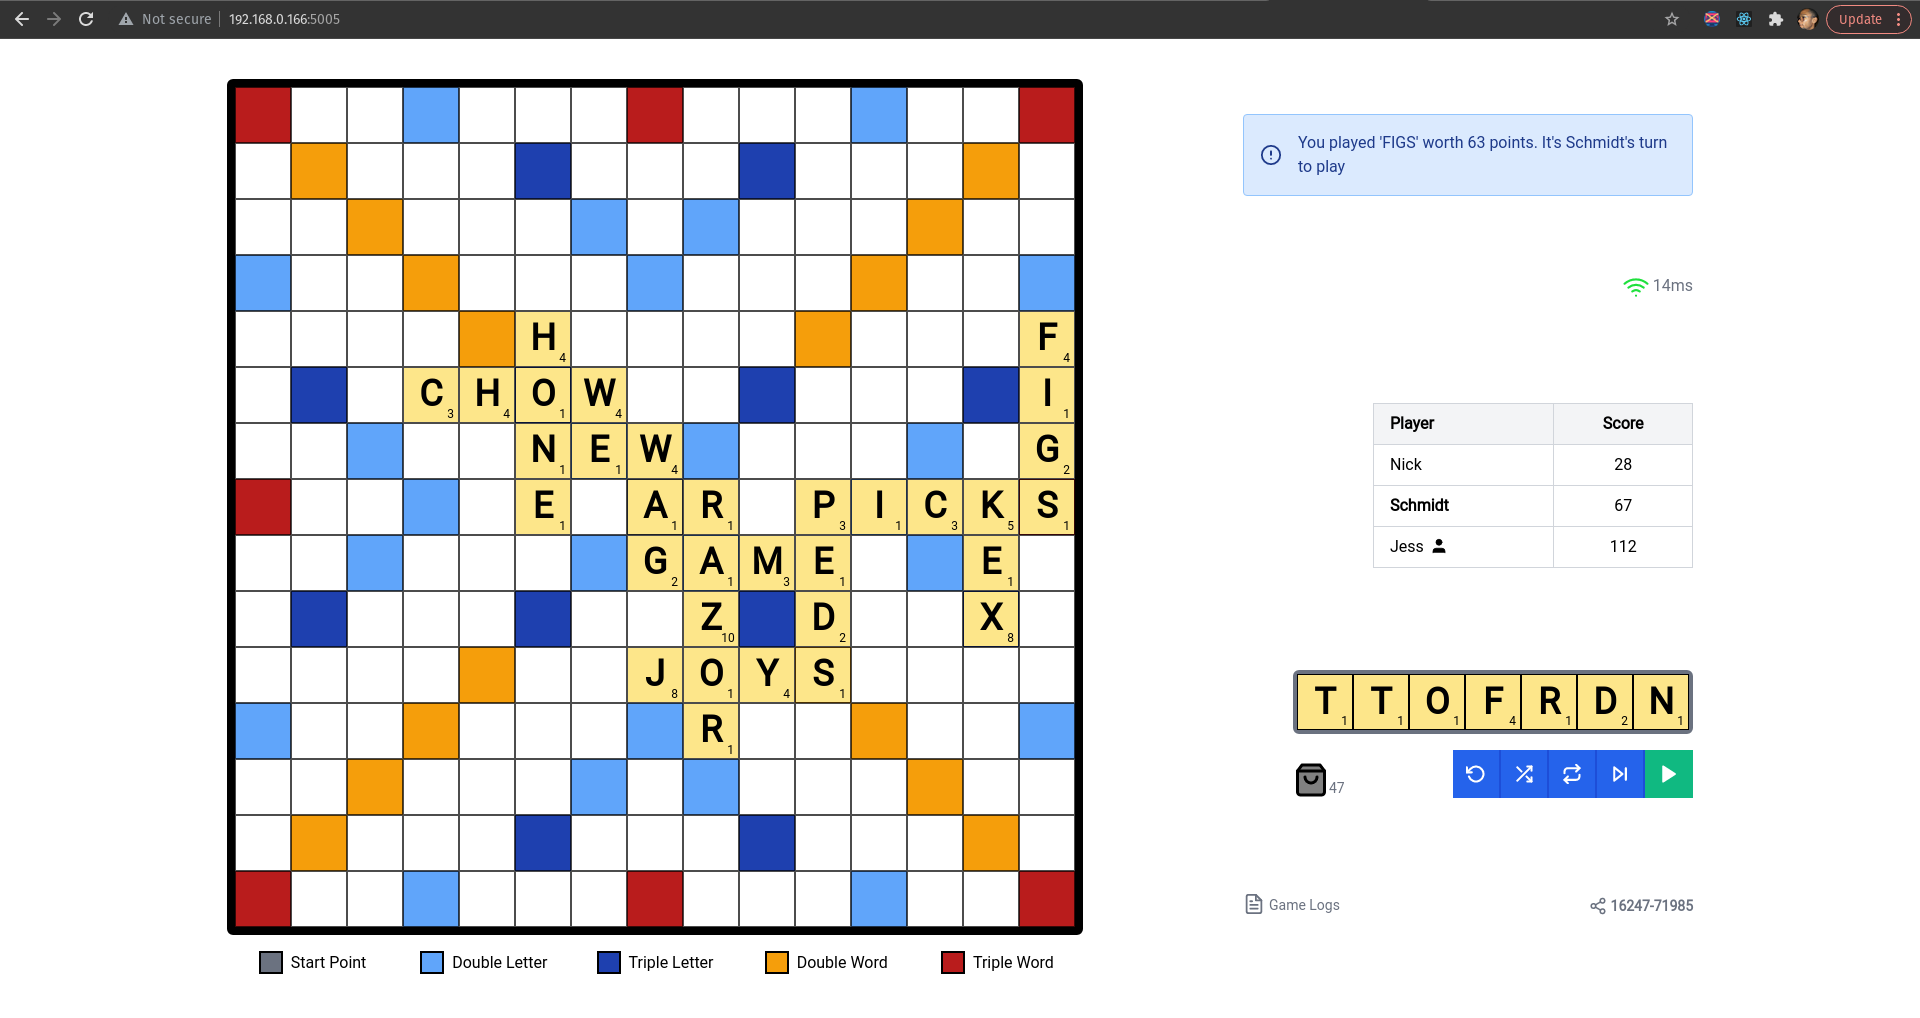 Not secure
192.168.0.166:5005
Update
You played 'FIGS' worth 63 points. It's Schmidt's turn
to play
14ms
H 4 F 4
C 3 H 4 O 1 W 4 I 1
N 1 E 1 W 4 G 2
E 1 A 1 R 1 P 3 I 1 C 3 K 5 S 1
G 2 A 1 M 3 E 1 E 1
Z 10 D 2 X 8
J 8 O 1 Y 4 S 1
R 1
Player Score
Nick 28
Schmidt 67
Jess 112
T 1 T 1 O 1 F 4 R 1 D 2 N 1
47
Game Logs
16247-71985
Start Point Double Letter Triple Letter Double Word Triple Word